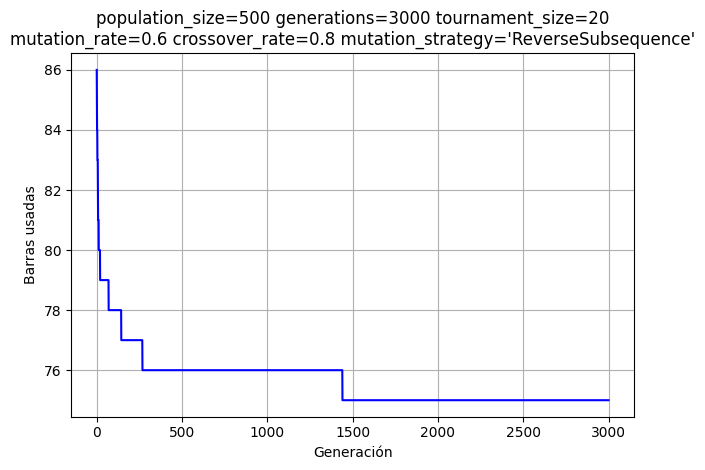 population_size=500 generations=3000 tournament_size=20
mutation_rate=0.6 crossover_rate=0.8 mutation_strategy='ReverseSubsequence'
86
84
82
80
78
76
Barras usadas
0 500 1000 1500 2000 2500 3000
Generación